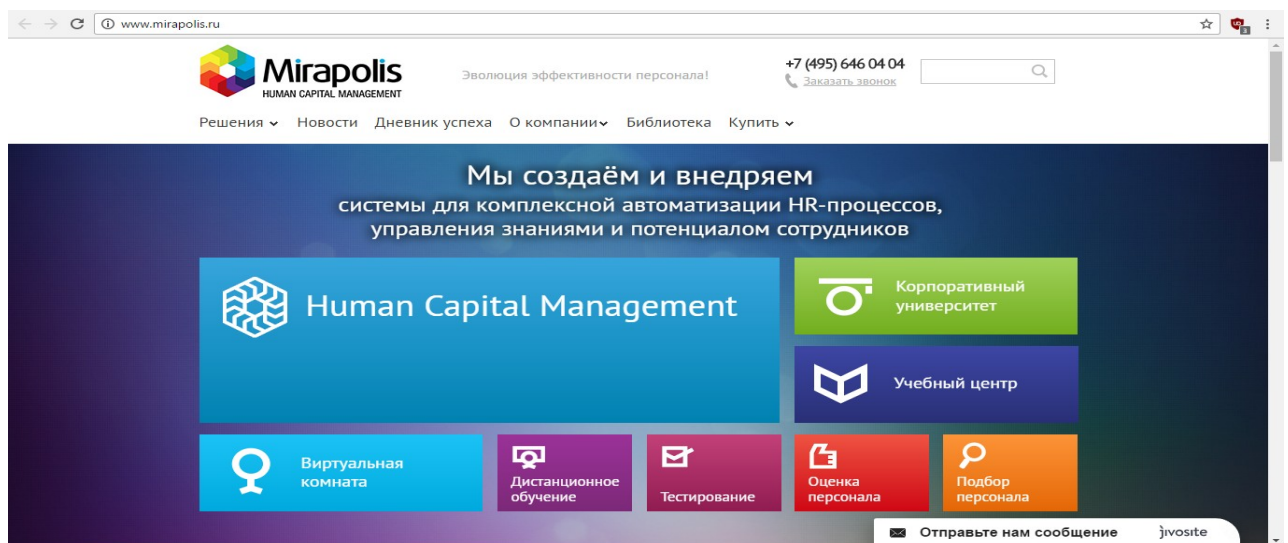 www.mirapolis.ru
3
Mirapolis
HUMAN CAPITAL MANAGEMENT
Эволюция эффективности персонала!
+7 (495) 646 04 04
Заказать звонок
Решения Новости Дневник успеха О компании Библиотека Купить
Мы создаём и внедряем
системы для комплексной автоматизации HR-процессов,
управления знаниями и потенциалом сотрудников
Human Capital Management
Корпоративный
университет
Учебный центр
Виртуальная
комната
Дистанционное
обучение
Тестирование
Оценка
персонала
Подбор
персонала
Отправьте нам сообщение jivosite